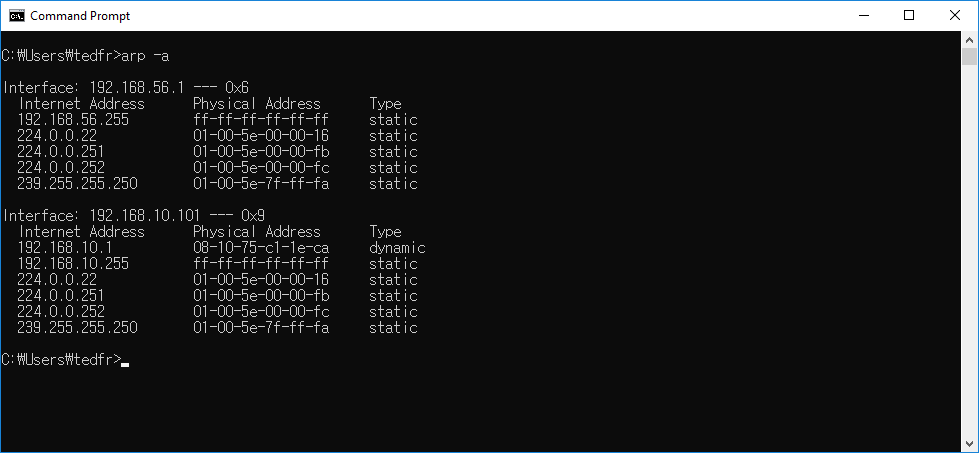 Command Prompt
C:₩Users₩tedfr>arp -a
Interface: 192.168.56.1 --- 0x6
  Internet Address      Physical Address      Type
  192.168.56.255        ff-ff-ff-ff-ff-ff     static
  224.0.0.22            01-00-5e-00-00-16     static
  224.0.0.251           01-00-5e-00-00-fb     static
  224.0.0.252           01-00-5e-00-00-fc     static
  239.255.255.250       01-00-5e-7f-ff-fa     static
Interface: 192.168.10.101 --- 0x9
  Internet Address      Physical Address      Type
  192.168.10.1          08-10-75-c1-1e-ca     dynamic
  192.168.10.255        ff-ff-ff-ff-ff-ff     static
  224.0.0.22            01-00-5e-00-00-16     static
  224.0.0.251           01-00-5e-00-00-fb     static
  224.0.0.252           01-00-5e-00-00-fc     static
  239.255.255.250       01-00-5e-7f-ff-fa     static
C:₩Users₩tedfr>